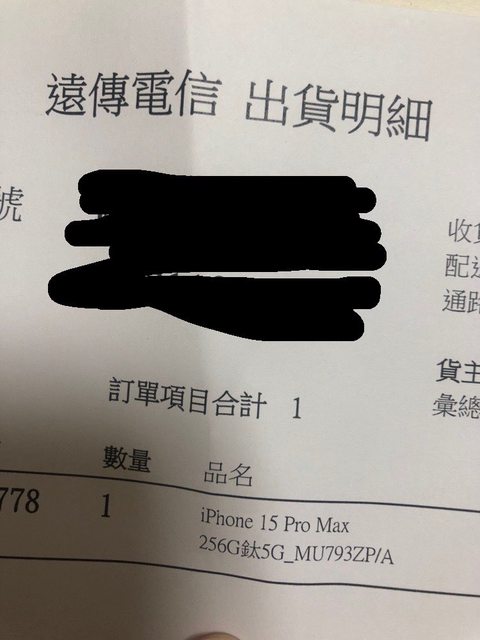 遠傳電信 出貨明細
號
收貨
配送
通路
貨主
訂單項目合計 1
彙總
數量 品名
778 1 iPhone 15 Pro Max
256G鈦5G_MU793ZP/A